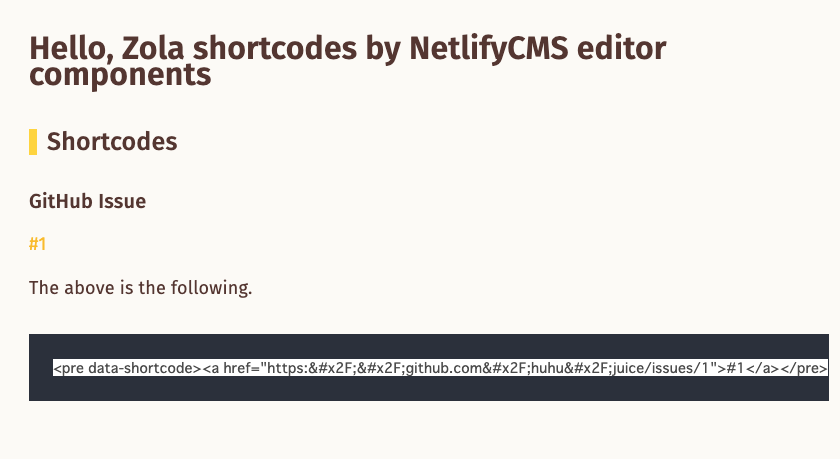 Hello, Zola shortcodes by NetlifyCMS editor
components
Shortcodes
GitHub Issue
#1
The above is the following.
<pre data-shortcode><a href="https:&#x2F;&#x2F;github.com&#x2F;huhu&#x2F;juice/issues/1">#1</a></pre>